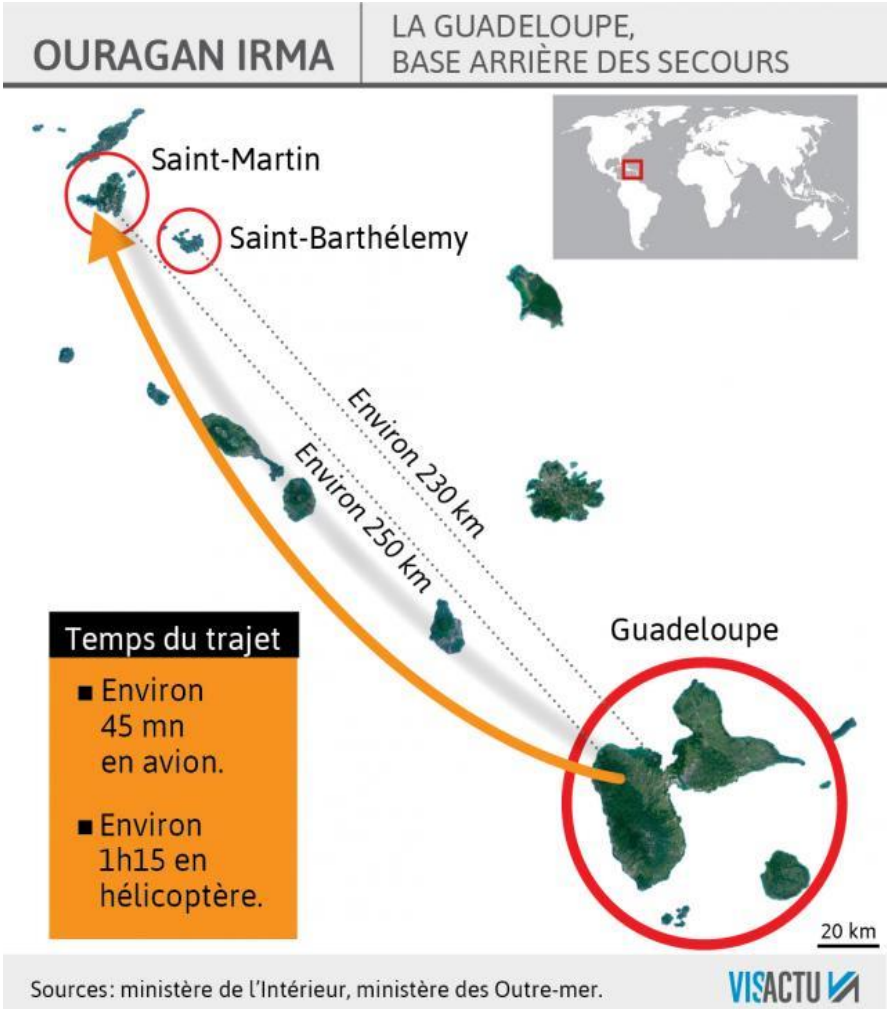 OURAGAN IRMA
LA GUADELOUPE,
BASE ARRIÈRE DES SECOURS
Saint-Martin
Saint-Barthélemy
Environ 230 km
Environ 250 km
Guadeloupe
Temps du trajet
■ Environ
45 mn
en avion.
■ Environ
1h15 en
hélicoptère.
20 km
Sources: ministère de l'Intérieur, ministère des Outre-mer.
VISACTU